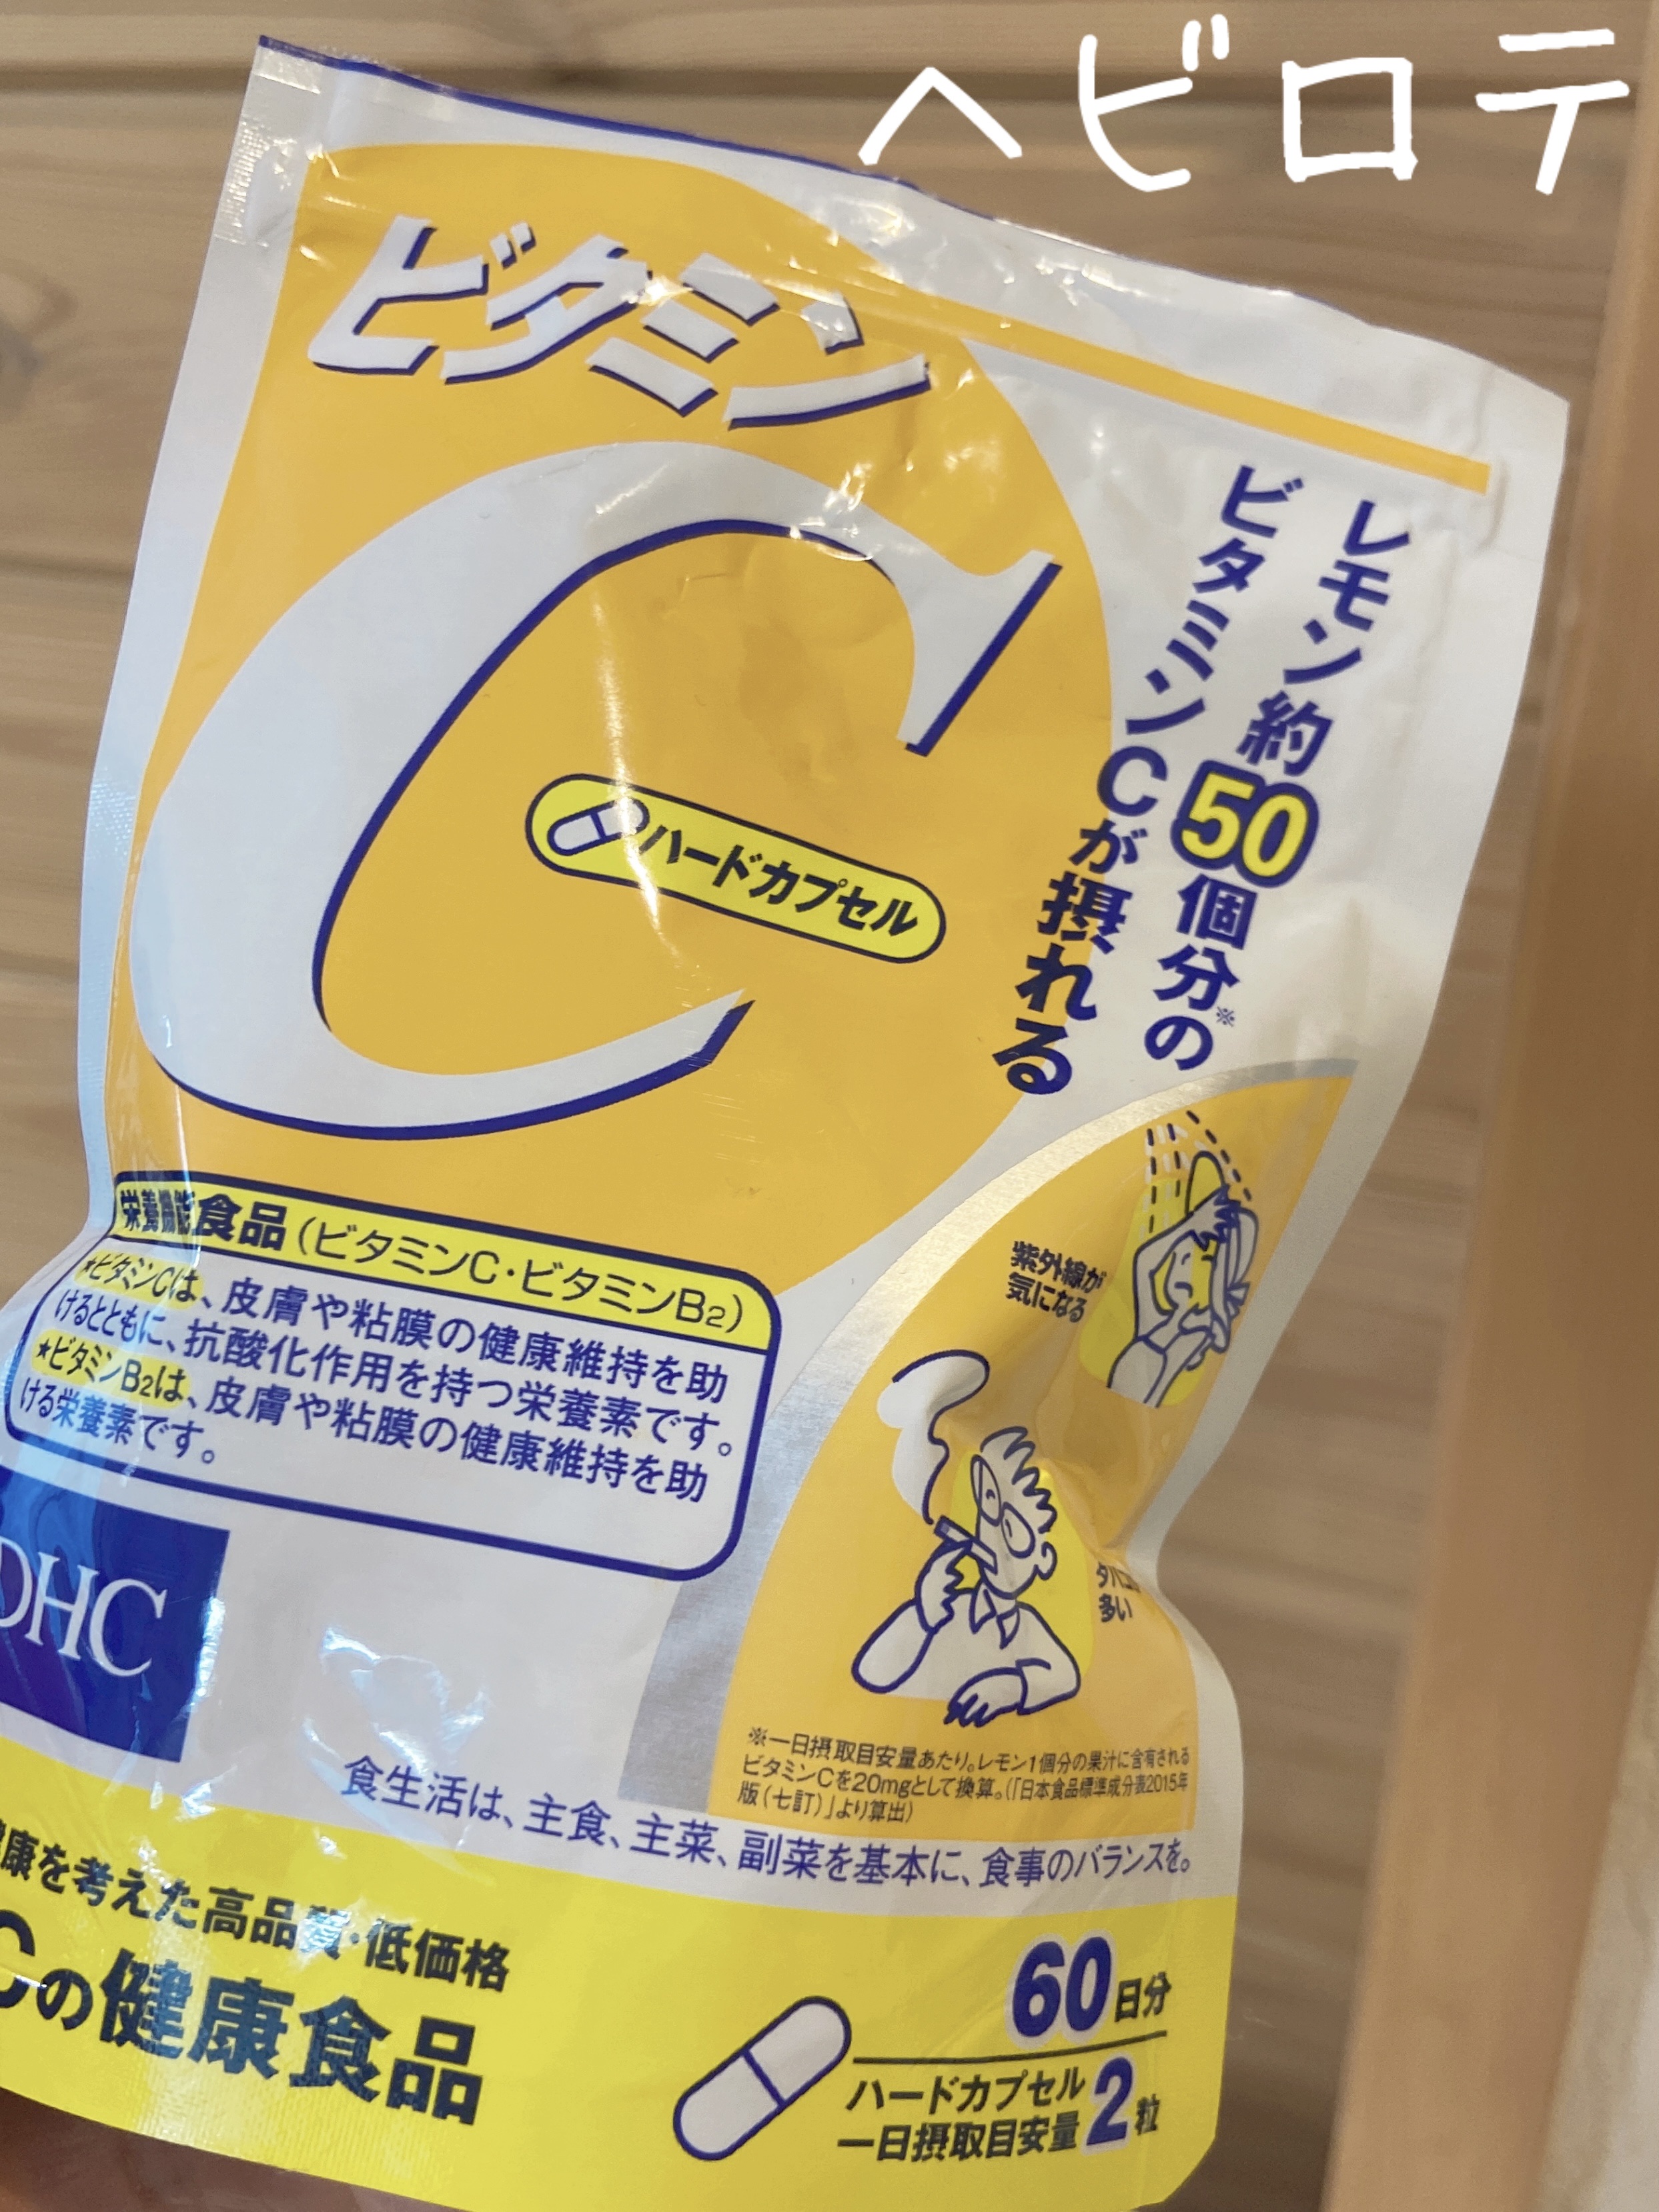 ヘビロテ
ビタミン
C
ハードカプセル
レモン約50個分の※
ビタミンCが摂れる
栄養機能食品(ビタミンC・ビタミンB2)
★ビタミンCは、皮膚や粘膜の健康維持を助
けるとともに、抗酸化作用を持つ栄養素です。
★ビタミンB2は、皮膚や粘膜の健康維持を助
ける栄養素です。
紫外線が
気になる
多い
DHC
※一日摂取目安量あたり。レモン1個分の果汁に含有される
ビタミンCを20mgとして換算。(「日本食品標準成分表2015年
版(七訂)」より算出)
食生活は、主食、主菜、副菜を基本に、食事のバランスを。
康を考えた高品質・低価格
Cの健康食品
60日分
ハードカプセル
一日摂取目安量2粒